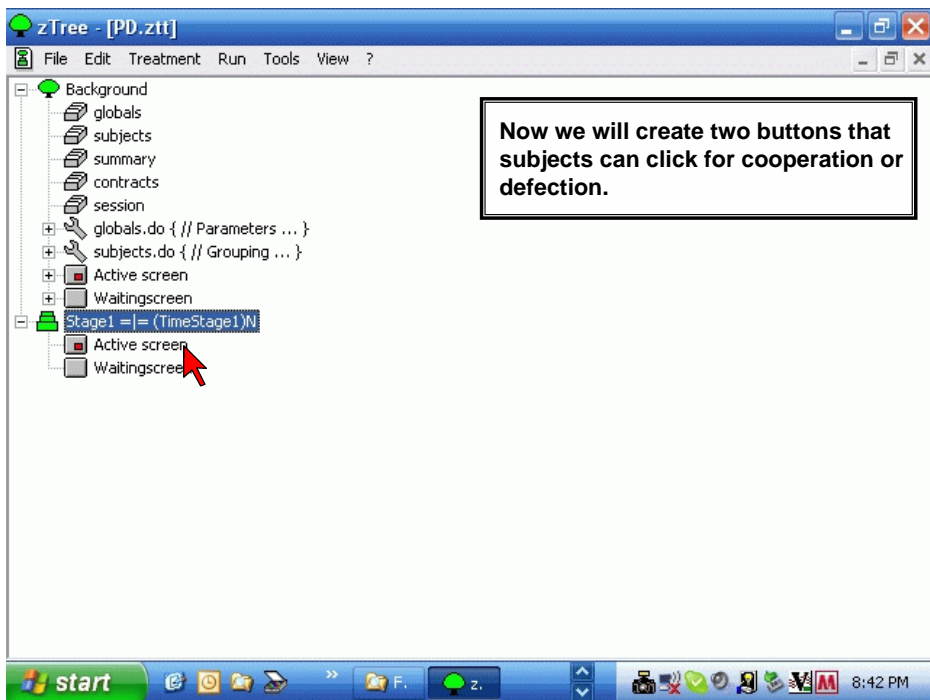 zTree - [PD.ztt]
File Edit Treatment Run Tools View ?
Background
globals
subjects
summary
contracts
session
globals.do { // Parameters ... }
subjects.do { // Grouping ... }
Active screen
Waitingscreen
Stage1 =|= (TimeStage1)N
Active screen
Waitingscree
Now we will create two buttons that
subjects can click for cooperation or
defection.
start
F.
z.
8:42 PM